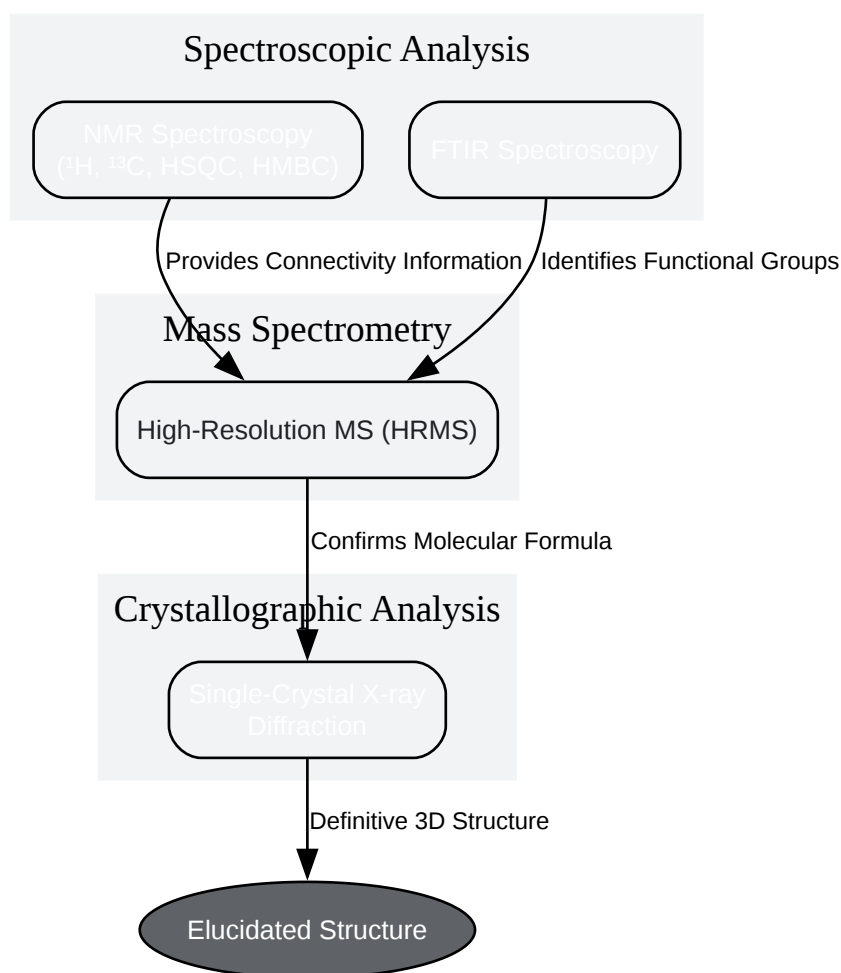 Spectroscopic Analysis
NMR Spectroscopy
(¹H, ¹³C, HSQC, HMBC)
FTIR Spectroscopy
Provides Connectivity Information
Identifies Functional Groups
Mass Spectrometry
High-Resolution MS (HRMS)
Confirms Molecular Formula
Crystallographic Analysis
Single-Crystal X-ray
Diffraction
Definitive 3D Structure
Elucidated Structure